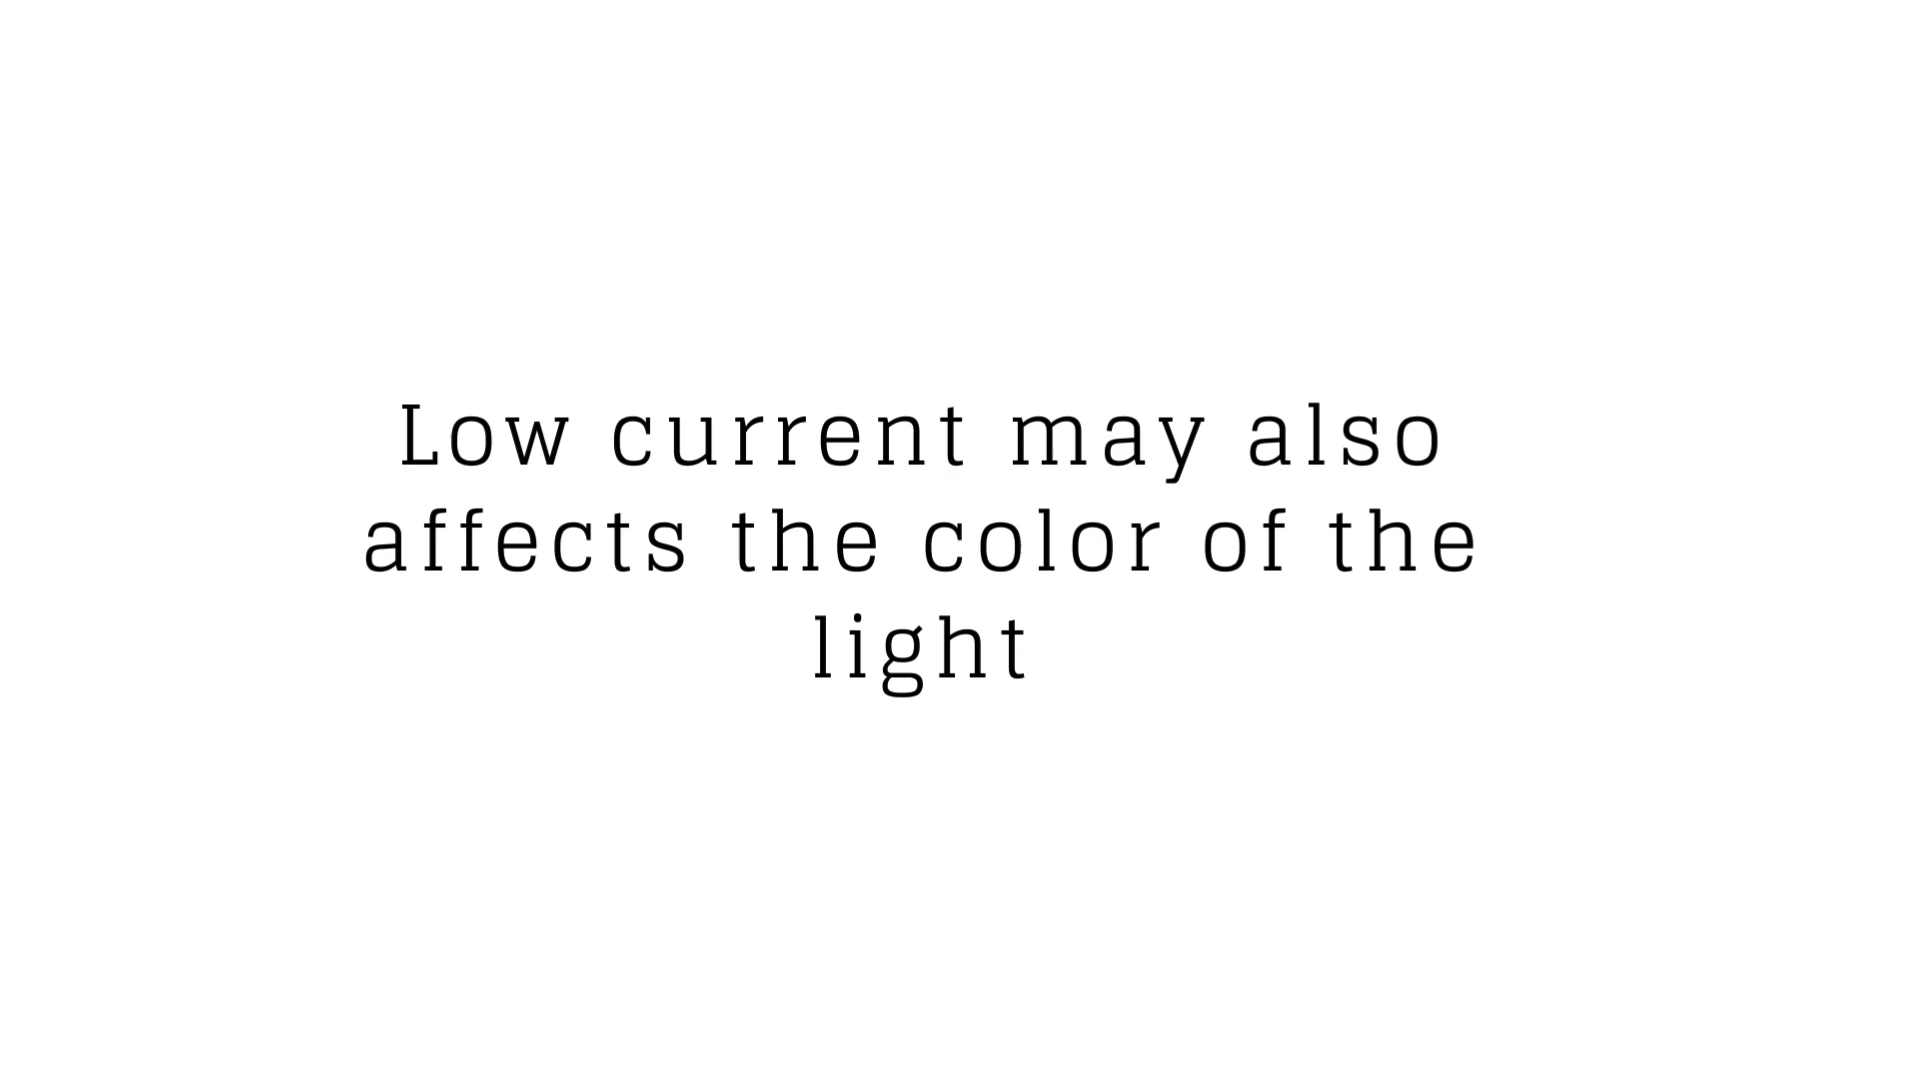 Low current may also
affects the color of the
light